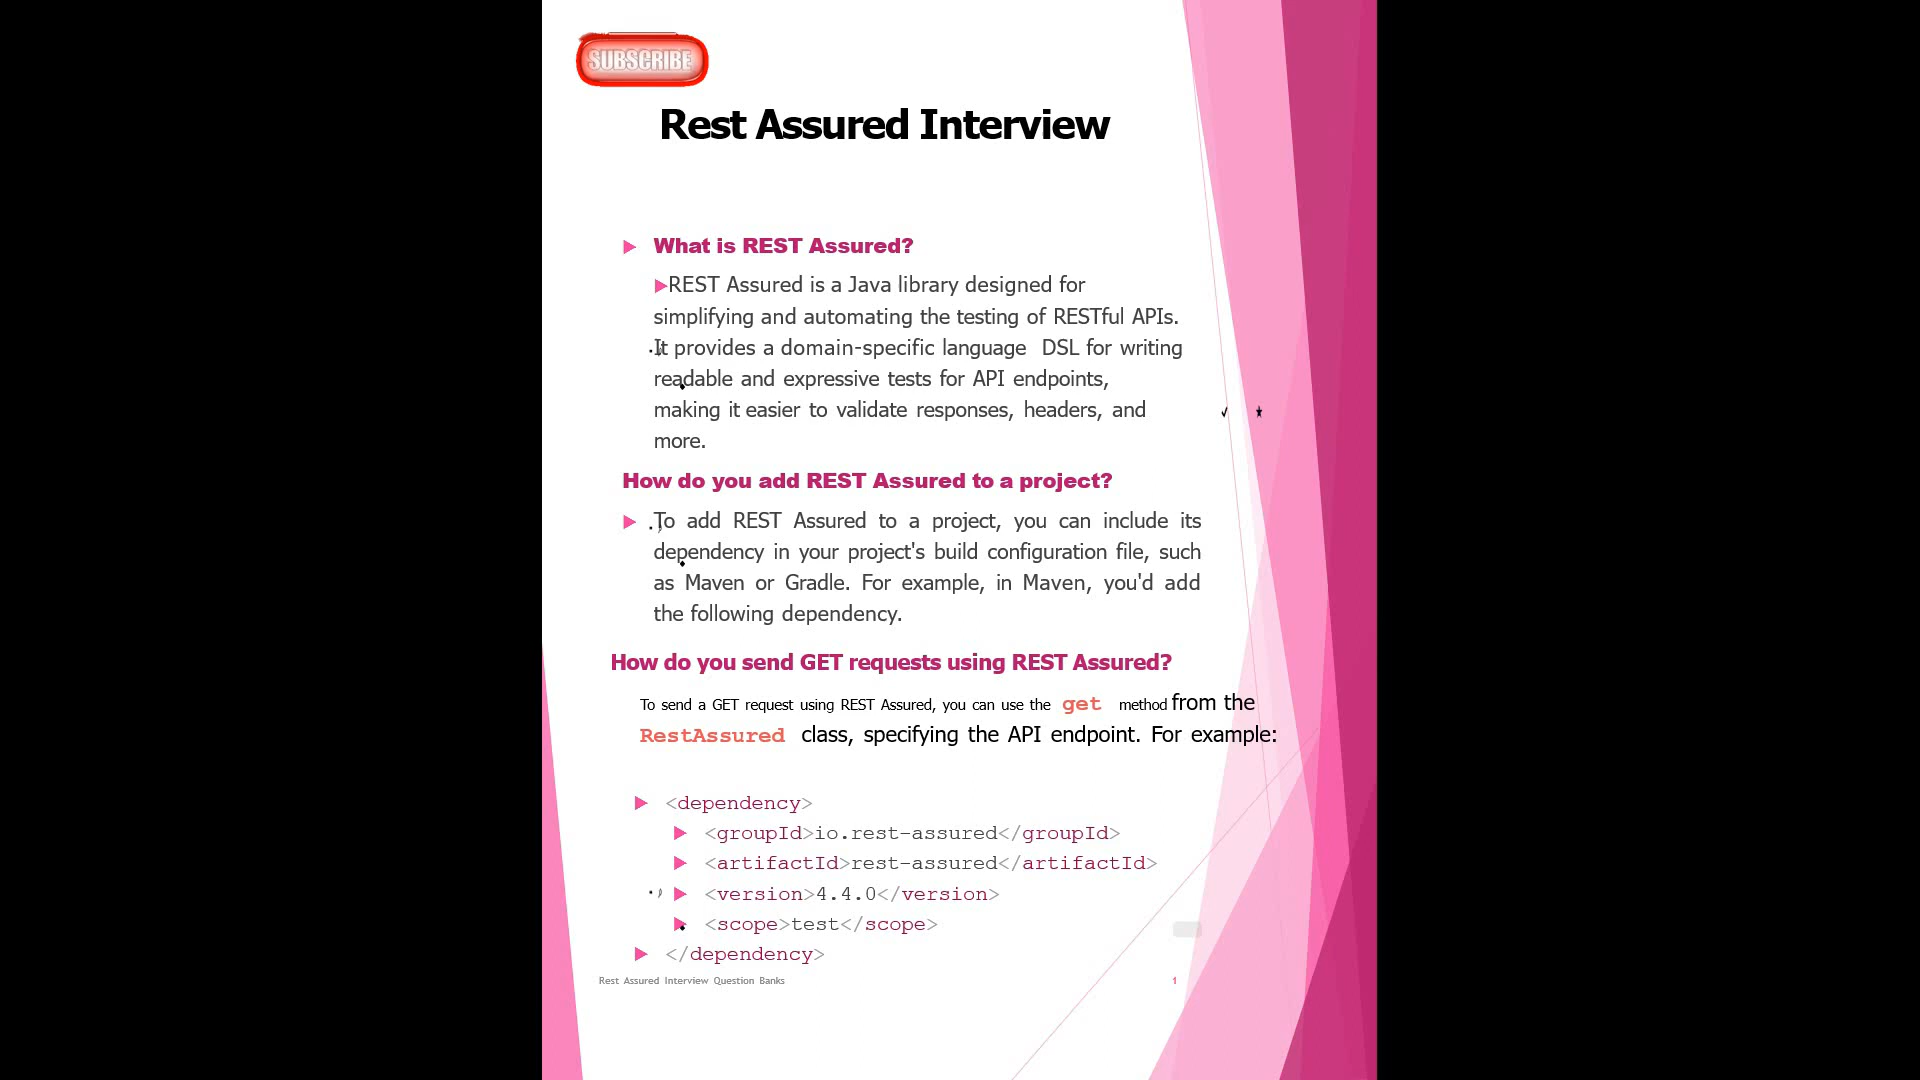 SUBSCRIBE
Rest Assured Interview
What is REST Assured?
REST Assured is a Java library designed for
simplifying and automating the testing of RESTful APIs.
It provides a domain-specific language DSL for writing
readable and expressive tests for API endpoints,
making it easier to validate responses, headers, and
more.
How do you add REST Assured to a project?
To add REST Assured to a project, you can include its
dependency in your project's build configuration file, such
as Maven or Gradle. For example, in Maven, you'd add
the following dependency.
How do you send GET requests using REST Assured?
To send a GET request using REST Assured, you can use the get method from the
RestAssured class, specifying the API endpoint. For example:
<dependency>
<groupId>io.rest-assured</groupId>
<artifactId>rest-assured</artifactId>
<version>4.4.0</version>
<scope>test</scope>
</dependency>
Rest Assured Interview Question Banks 1